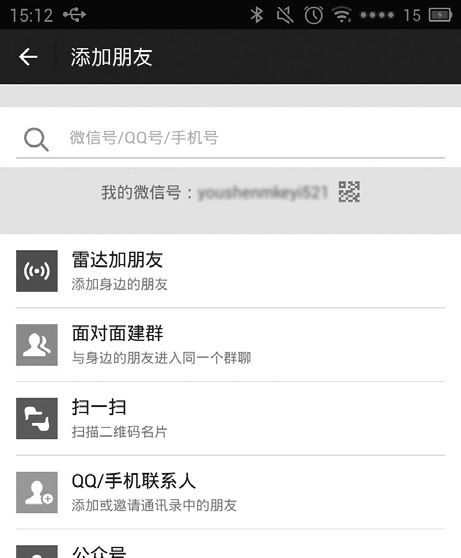 15:12 15
添加朋友
微信号/QQ号/手机号
我的微信号：
雷达加朋友
添加身边的朋友
面对面建群
与身边的朋友进入同一个群聊
扫一扫
扫描二维码名片
QQ/手机联系人
添加或邀请通讯录中的朋友
公众号